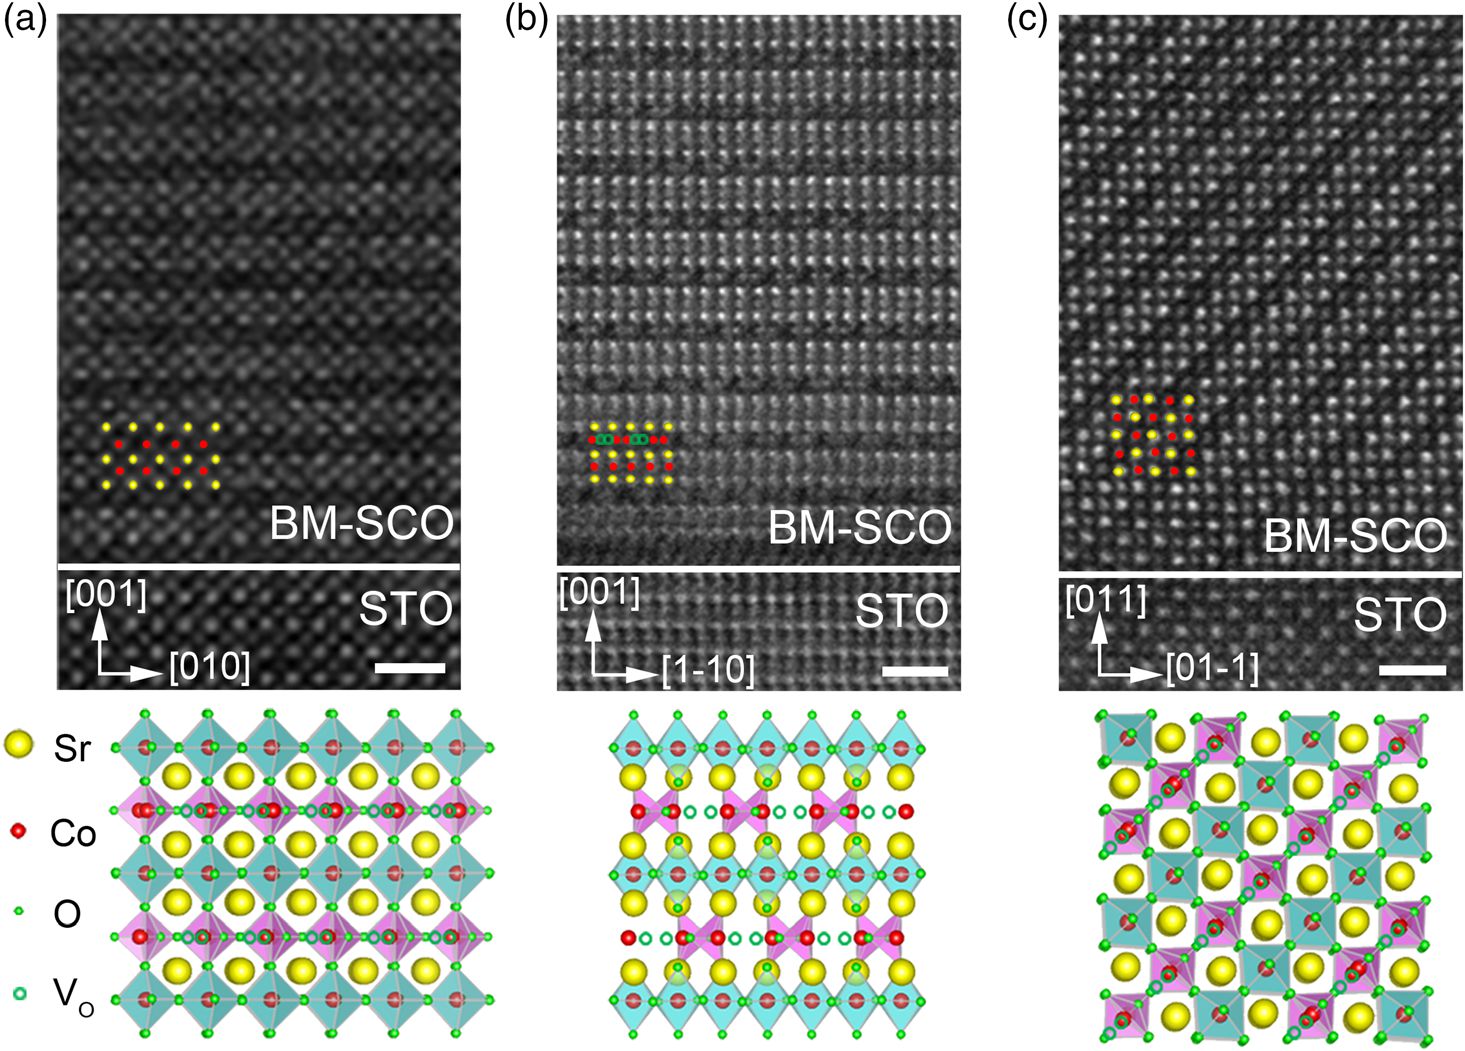 (a)
(b)
(c)
BM-SCO
BM-SCO
BM-SCO
[001]
STO
[010]
[001]
STO
[1-10]
[011]
STO
[01-1]
Sr
Co
O
VO